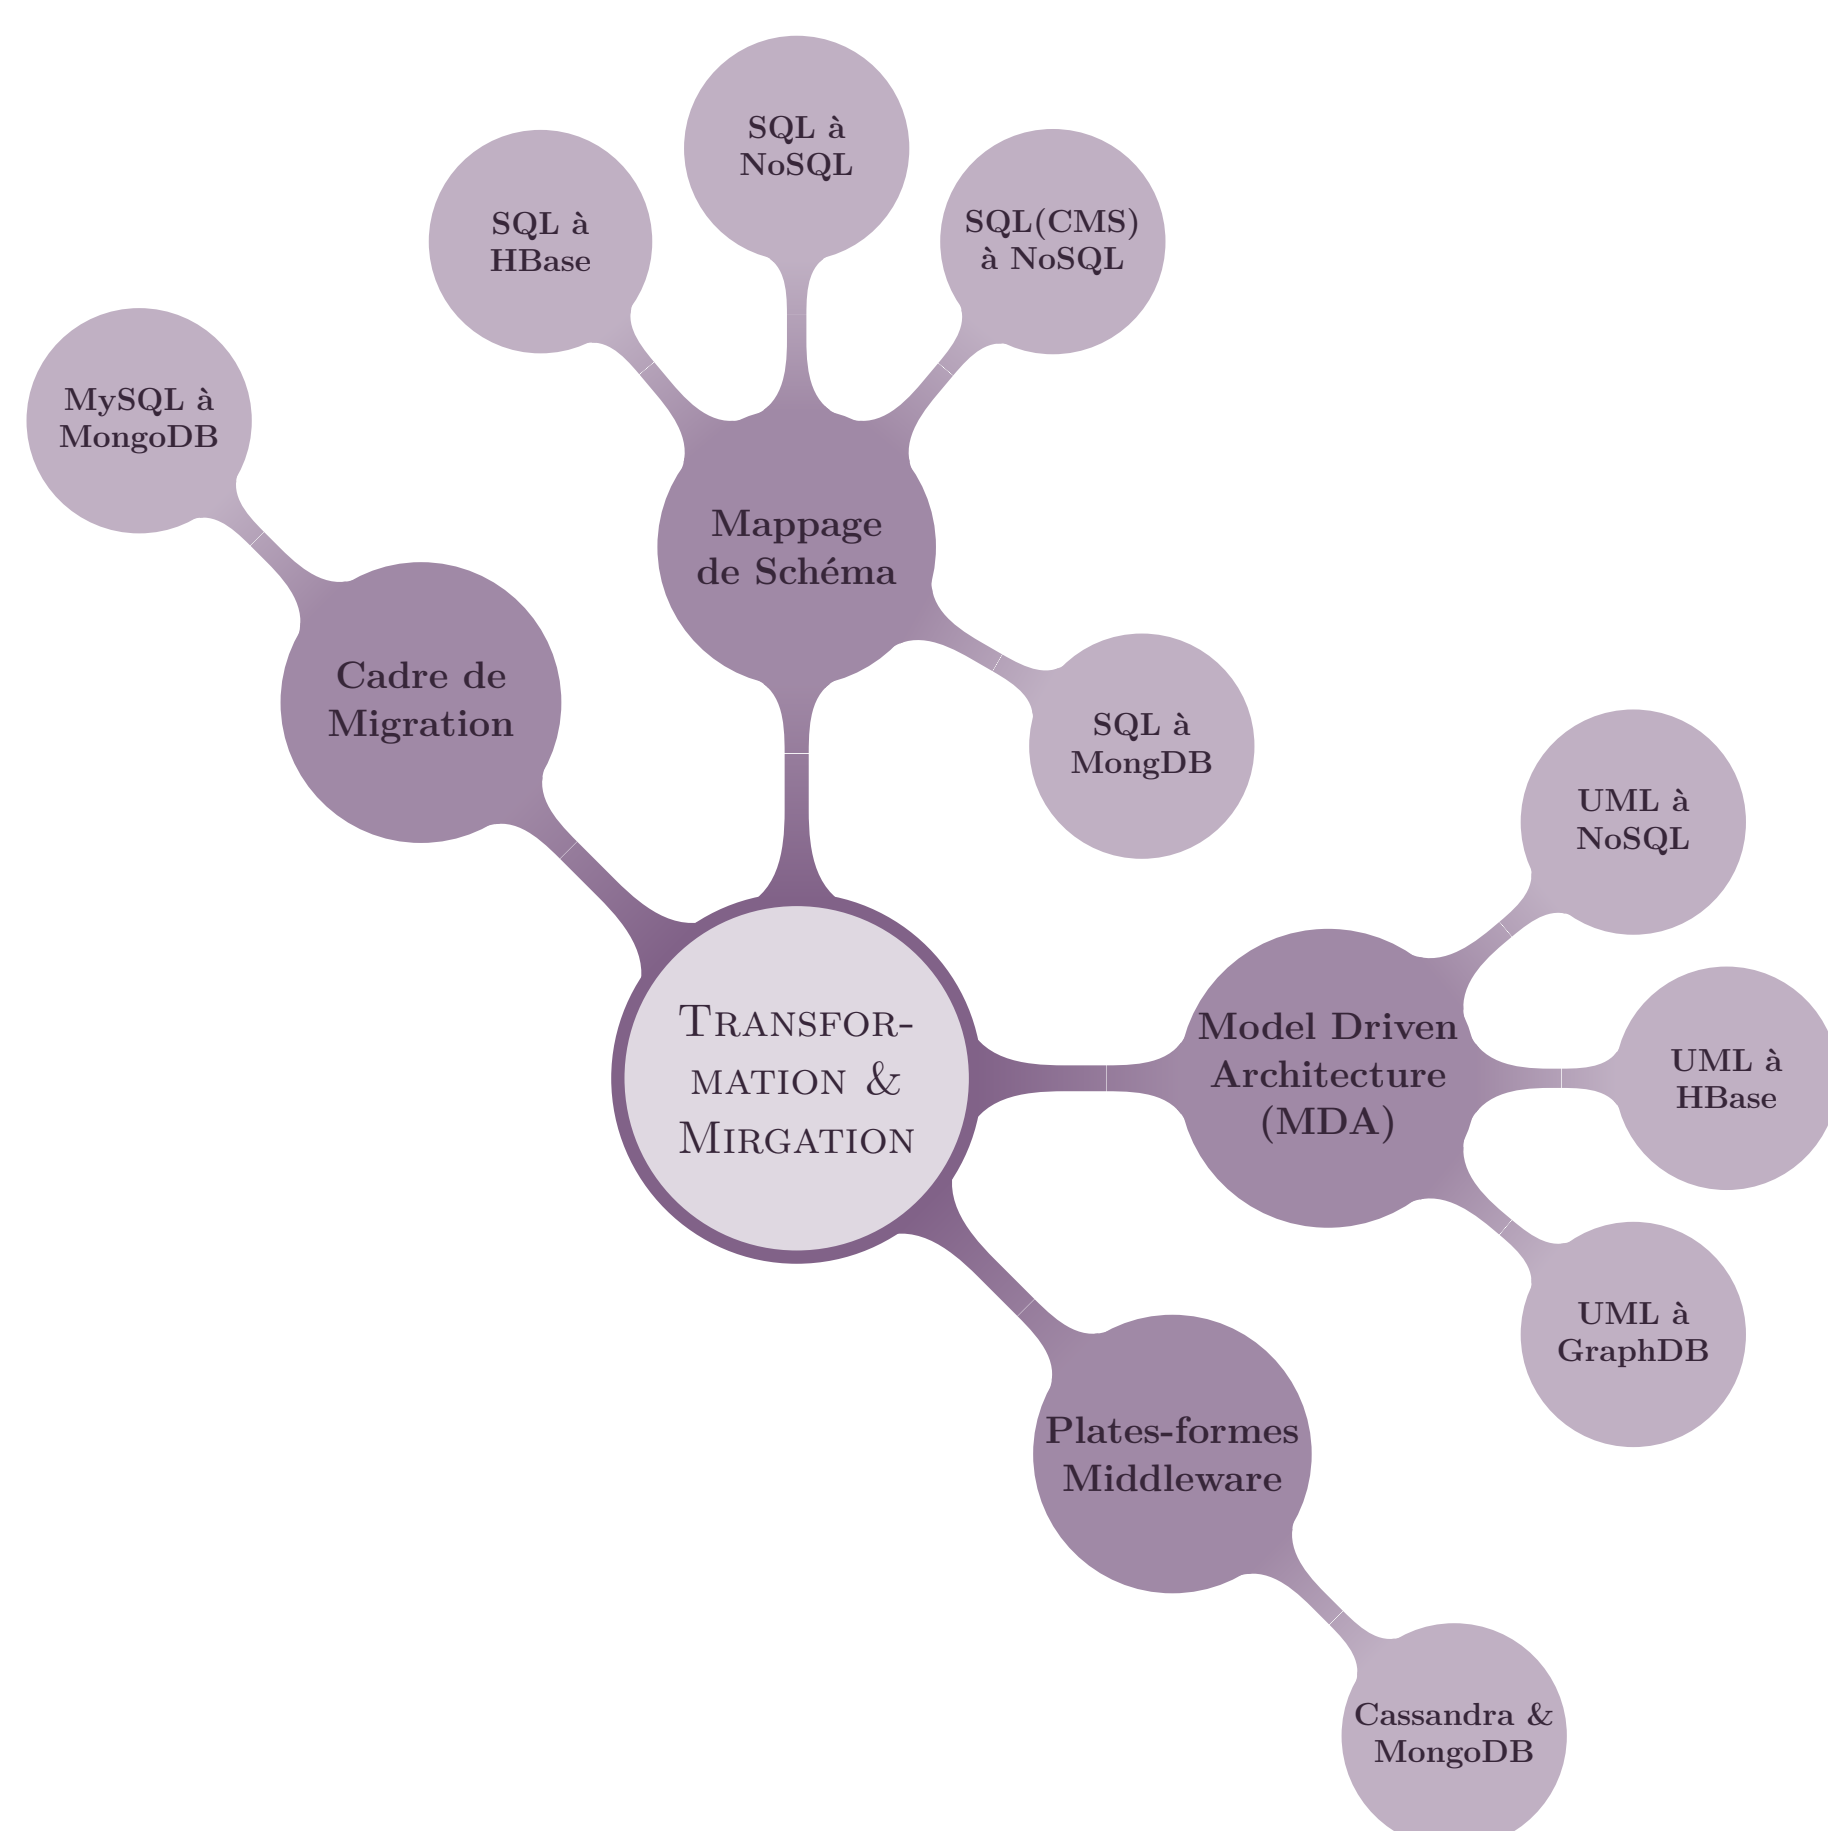 SQL à
NoSQL
SQL à
HBase
SQL(CMS)
à NoSQL
MySQL à
MongoDB
Mappage
de Schéma
Cadre de
Migration
SQL à
MongDB
UML à
NoSQL
TRANSFOR-
MATION &
MIRGATION
Model Driven
Architecture
(MDA)
UML à
HBase
UML à
GraphDB
Plates-formes
Middleware
Cassandra &
MongoDB